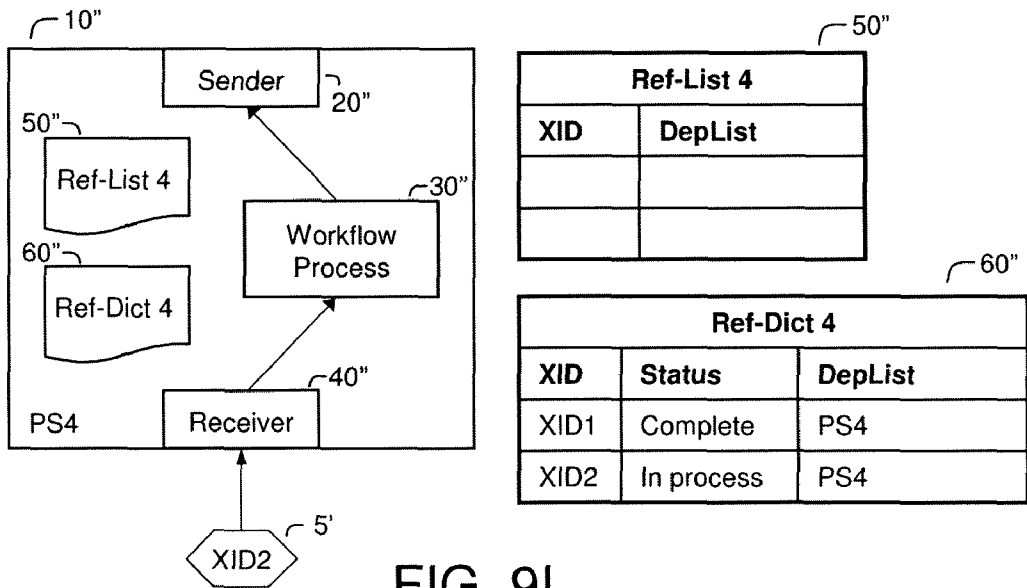 10”
Sender
20”
50”
Ref-List 4
30”
Workflow
Process
60”
Ref-Dict 4
40”
Receiver
PS4
XID2
5’
50”
Ref-List 4
XID DepList
60”
Ref-Dict 4
XID Status DepList
XID1 Complete PS4
XID2 In process PS4